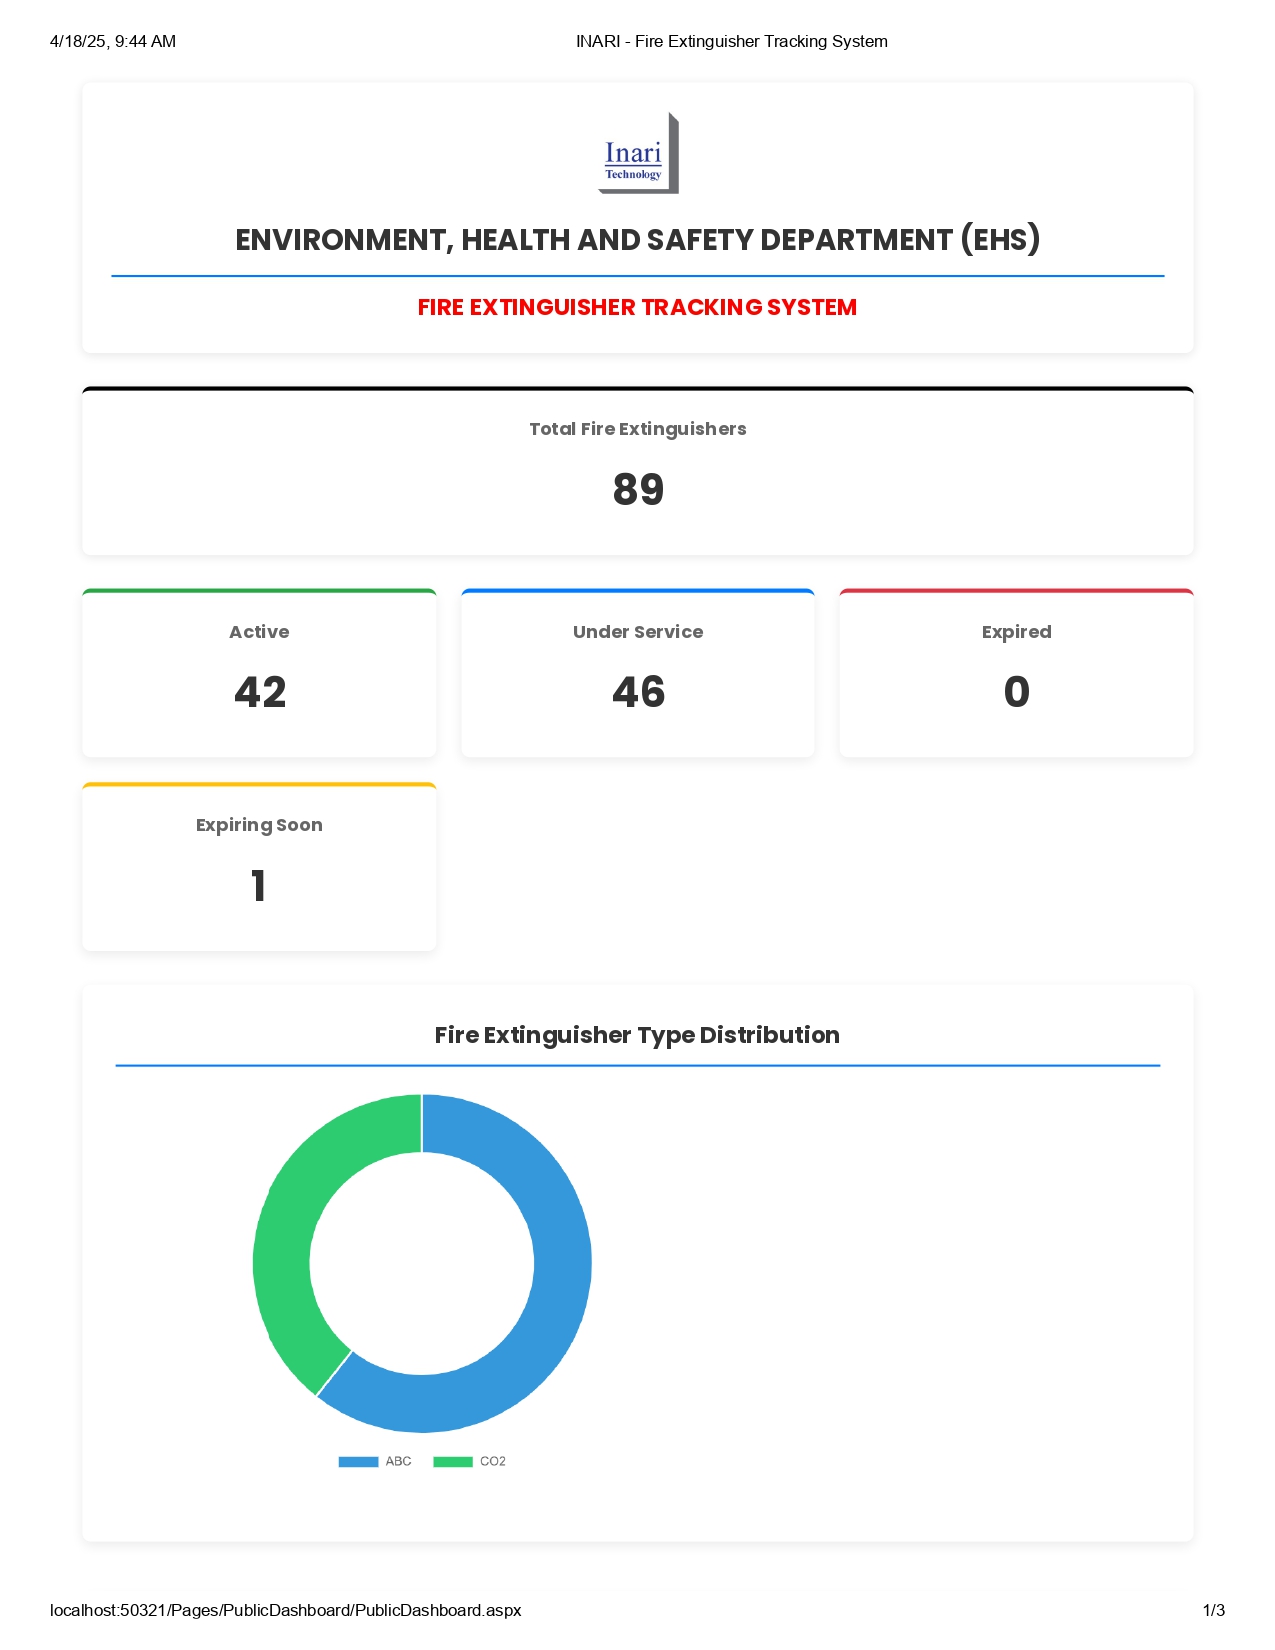 4/18/25, 9:44 AM
INARI - Fire Extinguisher Tracking System
Inari
Technology
ENVIRONMENT, HEALTH AND SAFETY DEPARTMENT (EHS)
FIRE EXTINGUISHER TRACKING SYSTEM
Total Fire Extinguishers
89
Active
42
Under Service
46
Expired
0
Expiring Soon
1
Fire Extinguisher Type Distribution
ABC
CO2
localhost:50321/Pages/PublicDashboard/PublicDashboard.aspx
1/3